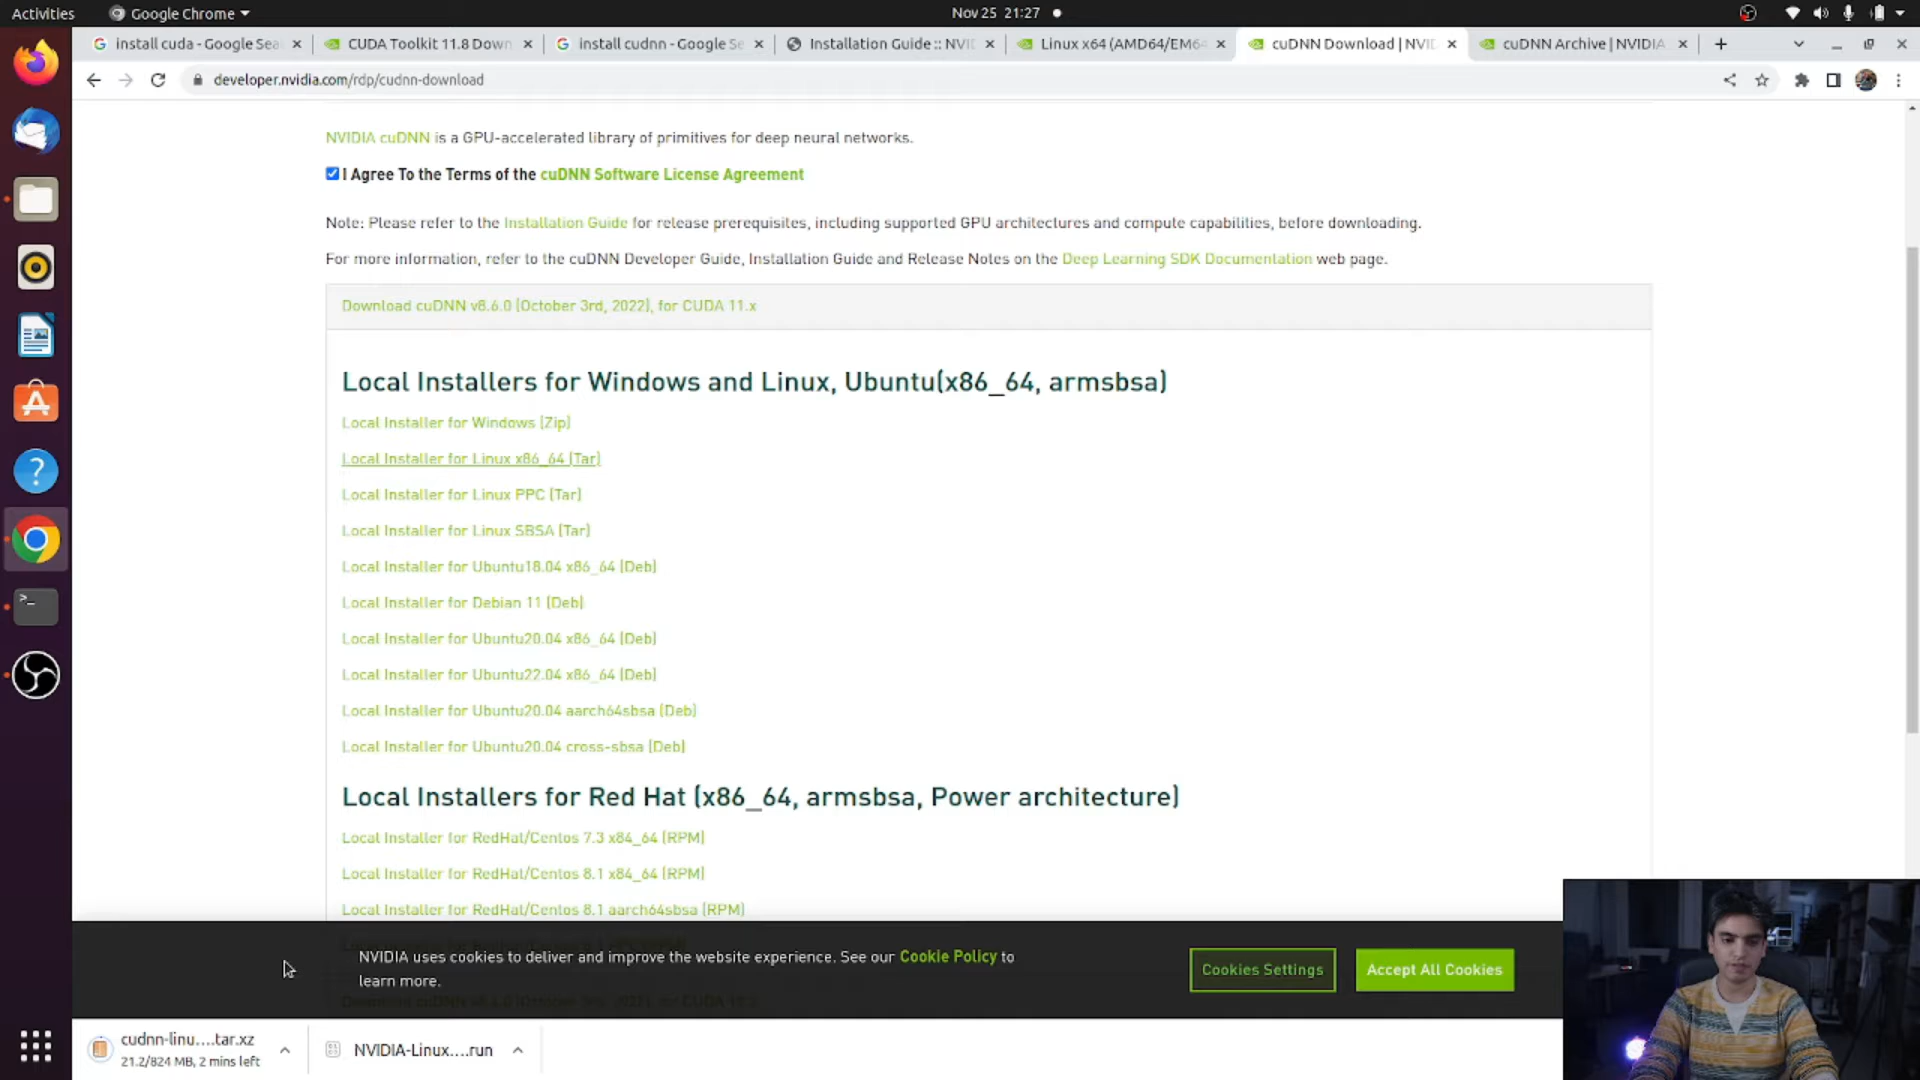 Activities
Google Chrome
Nov 25 21:27
install cuda - Google Sea
CUDA Toolkit 11.8 Down
install cudnn - Google Se
Installation Guide :: NVI
Linux x64 (AMD64/EM64
cuDNN Download | NVI
cuDNN Archive | NVIDIA
developer.nvidia.com/rdp/cudnn-download
NVIDIA cuDNN is a GPU-accelerated library of primitives for deep neural networks.
I Agree To the Terms of the cuDNN Software License Agreement
Note: Please refer to the Installation Guide for release prerequisites, including supported GPU architectures and compute capabilities, before downloading.
For more information, refer to the cuDNN Developer Guide, Installation Guide and Release Notes on the Deep Learning SDK Documentation web page.
Download cuDNN v8.6.0 (October 3rd, 2022), for CUDA 11.x
Local Installers for Windows and Linux, Ubuntu(x86_64, armsbsa)
Local Installer for Windows (Zip)
Local Installer for Linux x86_64 (Tar)
Local Installer for Linux PPC (Tar)
Local Installer for Linux SBSA (Tar)
Local Installer for Ubuntu18.04 x86_64 (Deb)
Local Installer for Debian 11 (Deb)
Local Installer for Ubuntu20.04 x86_64 (Deb)
Local Installer for Ubuntu22.04 x86_64 (Deb)
Local Installer for Ubuntu20.04 aarch64sbsa (Deb)
Local Installer for Ubuntu20.04 cross-sbsa (Deb)
Local Installers for Red Hat (x86_64, armsbsa, Power architecture)
Local Installer for RedHat/Centos 7.3 x84_64 (RPM)
Local Installer for RedHat/Centos 8.1 x84_64 (RPM)
Local Installer for RedHat/Centos 8.1 aarch64sbsa (RPM)
NVIDIA uses cookies to deliver and improve the website experience. See our Cookie Policy to
learn more.
Cookies Settings
Accept All Cookies
cudnn-linu....tar.xz
21.2/824 MB, 2 mins left
NVIDIA-Linux....run